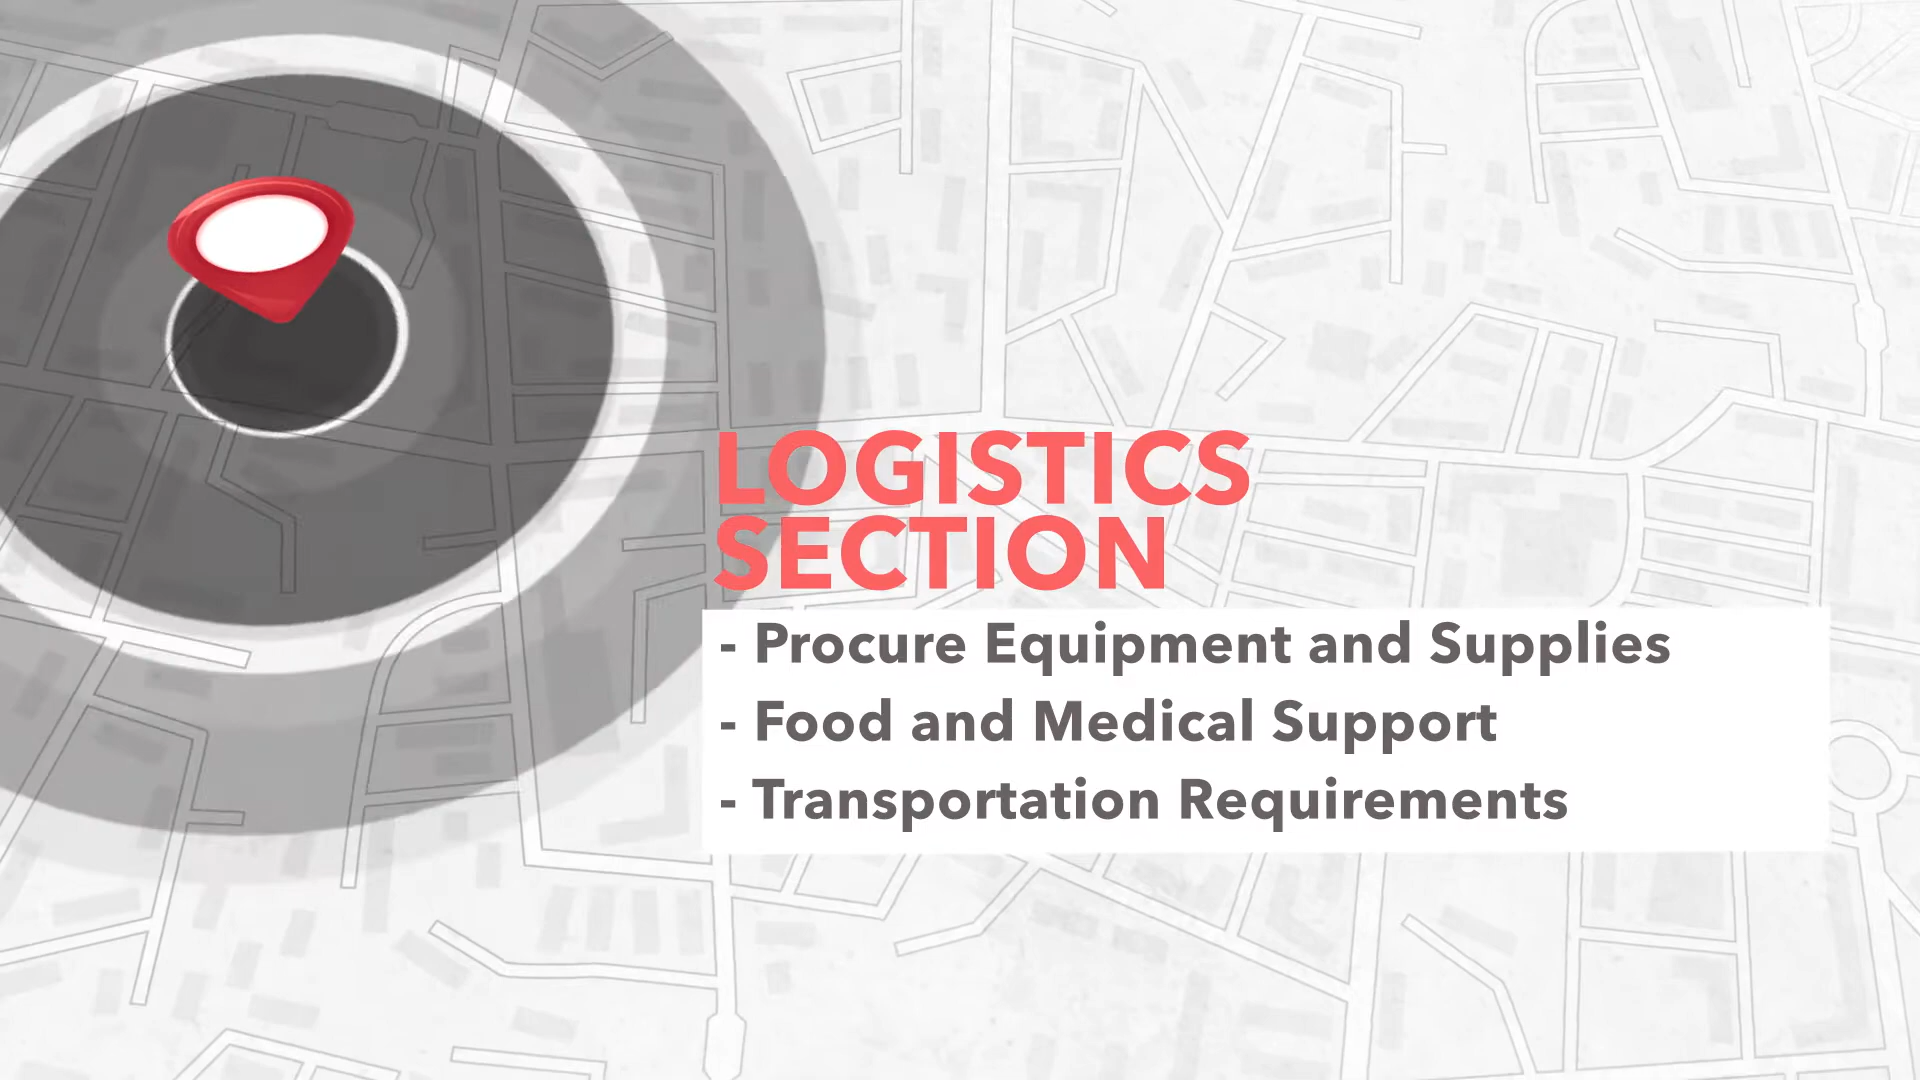 LOGISTICS
SECTION
- Procure Equipment and Supplies
- Food and Medical Support
- Transportation Requirements